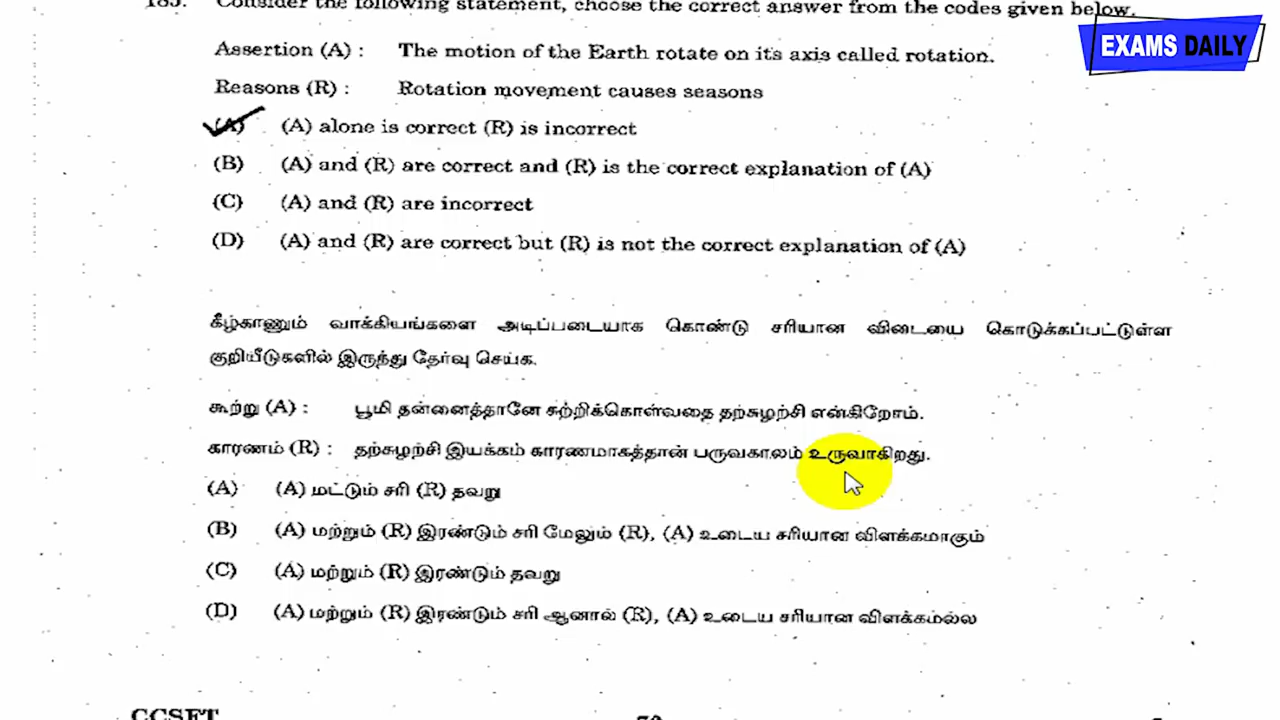 185. Consider the following statement, choose the correct answer from the codes given below.
EXAMS DAILY
Assertion (A) : The motion of the Earth rotate on its axis called rotation.
Reasons (R) : Rotation movement causes seasons
(A) (A) alone is correct (R) is incorrect
(B) (A) and (R) are correct and (R) is the correct explanation of (A)
(C) (A) and (R) are incorrect
(D) (A) and (R) are correct but (R) is not the correct explanation of (A)
கீழ்காணும் வாக்கியங்களை அடிப்படையாக கொண்டு சரியான விடையை கொடுக்கப்பட்டுள்ள
குறியீடுகளில் இருந்து தேர்வு செய்க.
கூற்று (A) : பூமி தன்னைத்தானே சுற்றிக்கொள்வதை தற்சுழற்சி என்கிறோம்.
காரணம் (R) : தற்சுழற்சி இயக்கம் காரணமாகத்தான் பருவகாலம் உருவாகிறது.
(A) (A) மட்டும் சரி (R) தவறு
(B) (A) மற்றும் (R) இரண்டும் சரி மேலும் (R), (A) உடைய சரியான விளக்கமாகும்
(C) (A) மற்றும் (R) இரண்டும் தவறு
(D) (A) மற்றும் (R) இரண்டும் சரி ஆனால் (R), (A) உடைய சரியான விளக்கம்ல்ல
CCSET